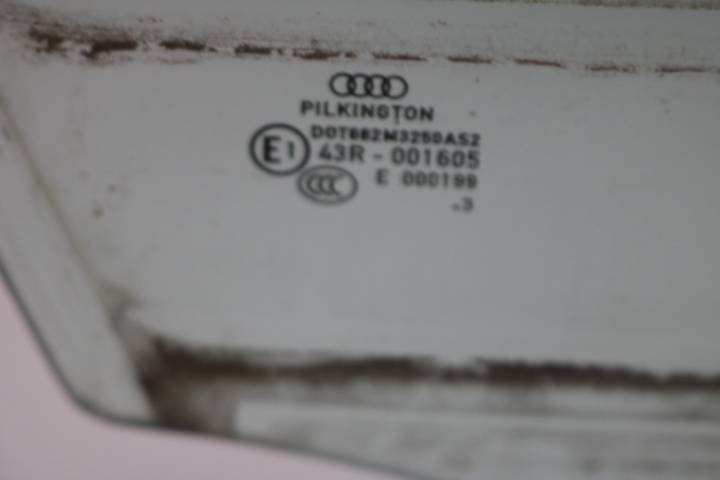 PILKINGTON
DOT682M3250AS2
E1 43R - 001605
CCC E 000199
.3